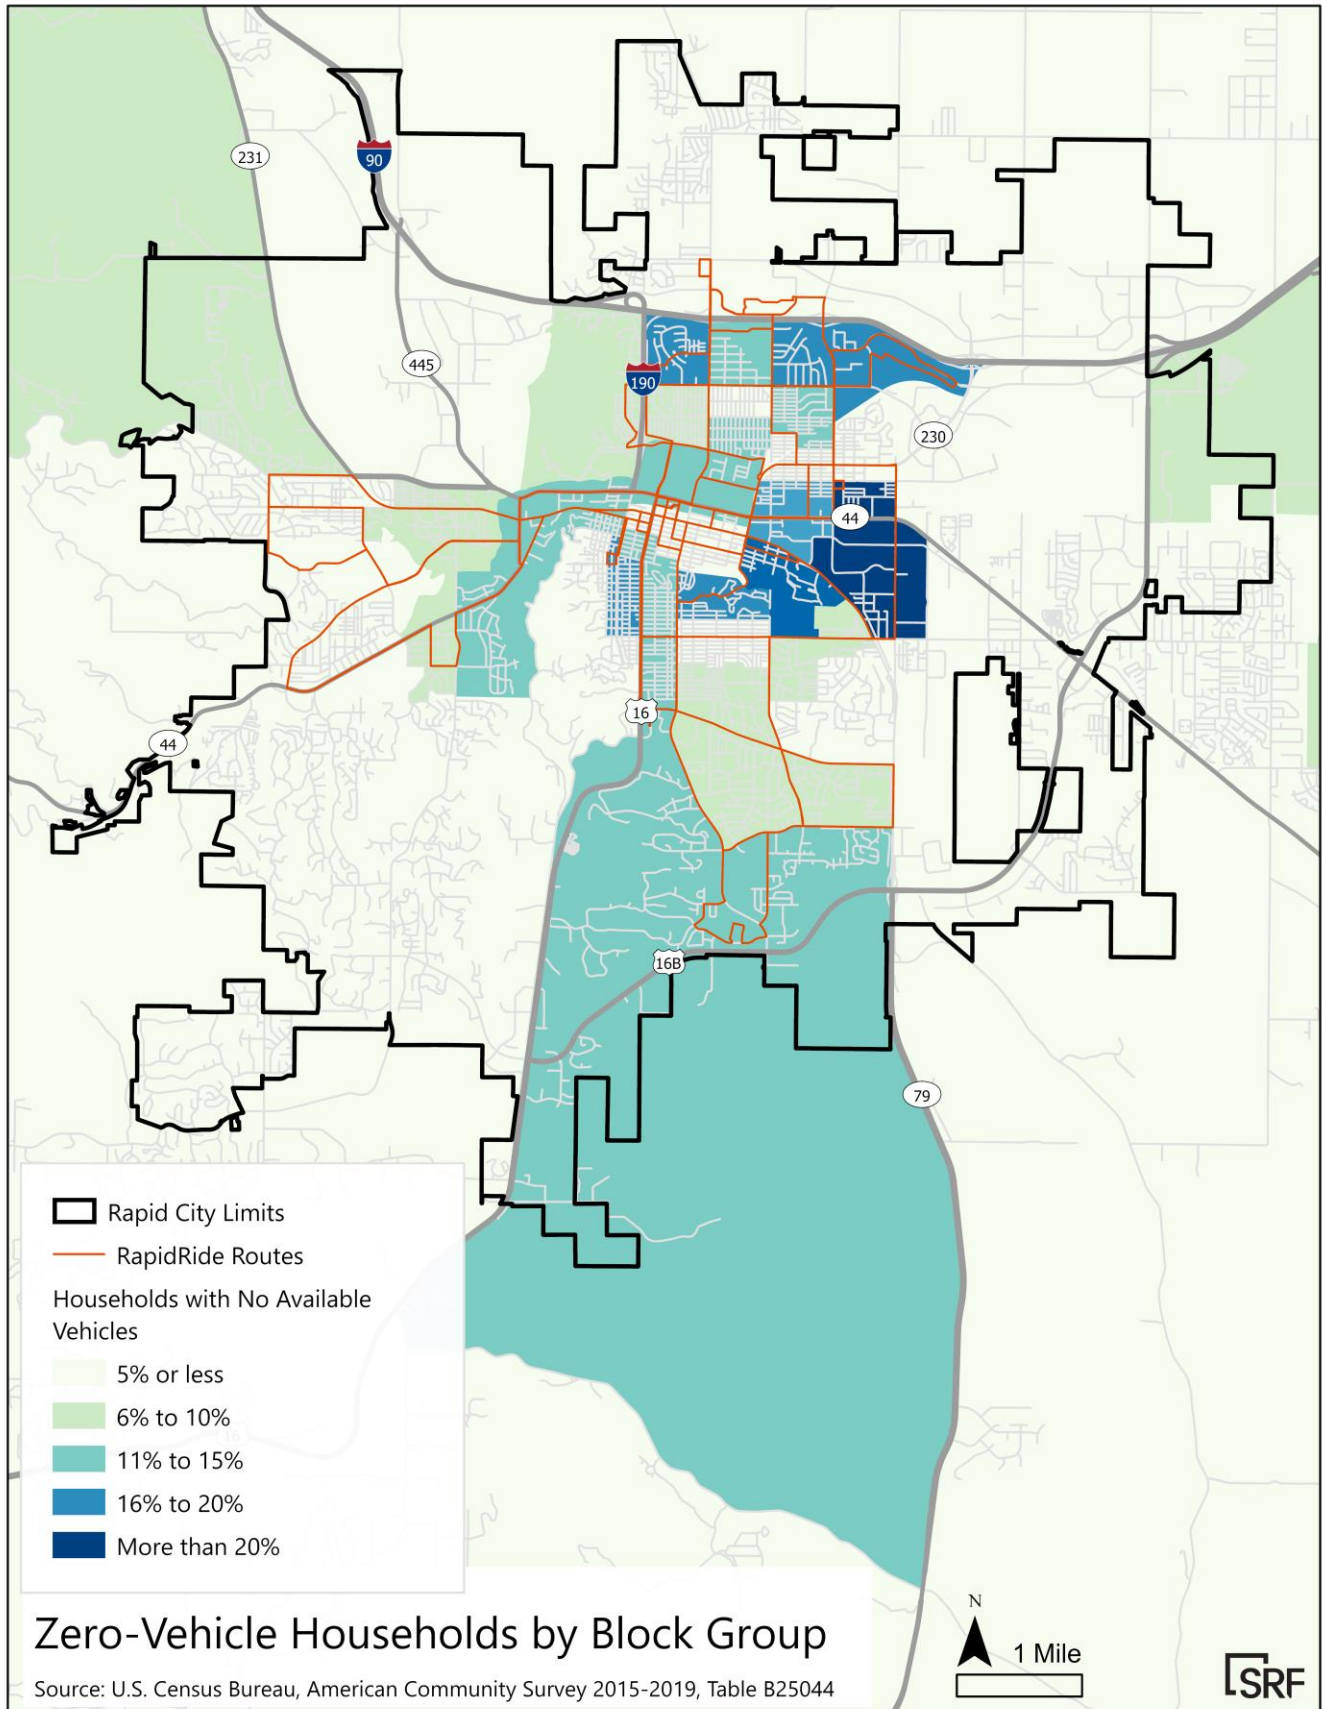 231
90
445
190
230
44
16
44
16B
79
Rapid City Limits
RapidRide Routes
Households with No Available
Vehicles
5% or less
6% to 10%
11% to 15%
16% to 20%
More than 20%
16
Zero-Vehicle Households by Block Group
Source: U.S. Census Bureau, American Community Survey 2015-2019, Table B25044
N
1 Mile
SRF